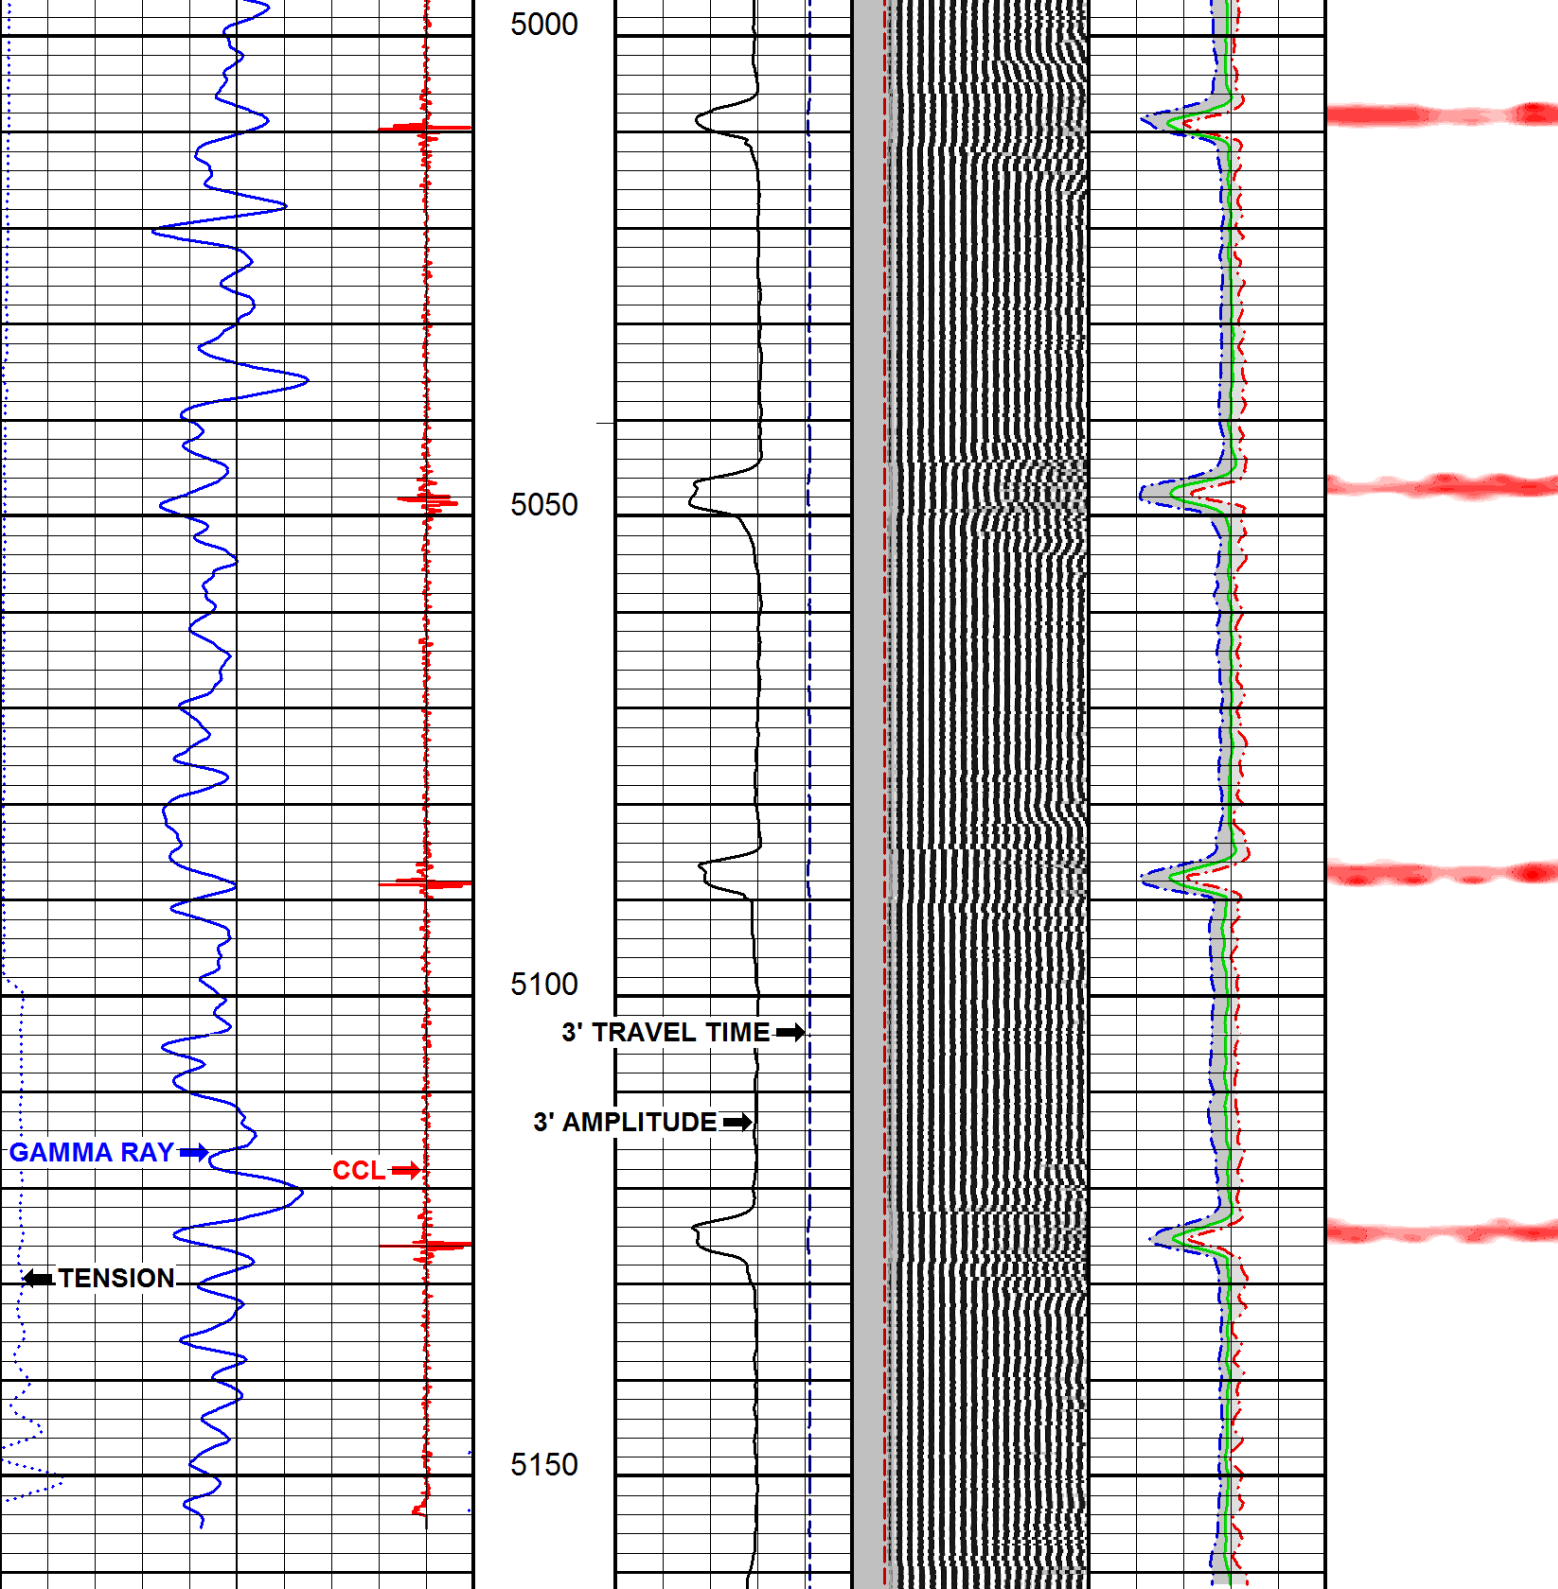 5000
5050
5100
3' TRAVEL TIME
3' AMPLITUDE
GAMMA RAY
CCL
TENSION
5150